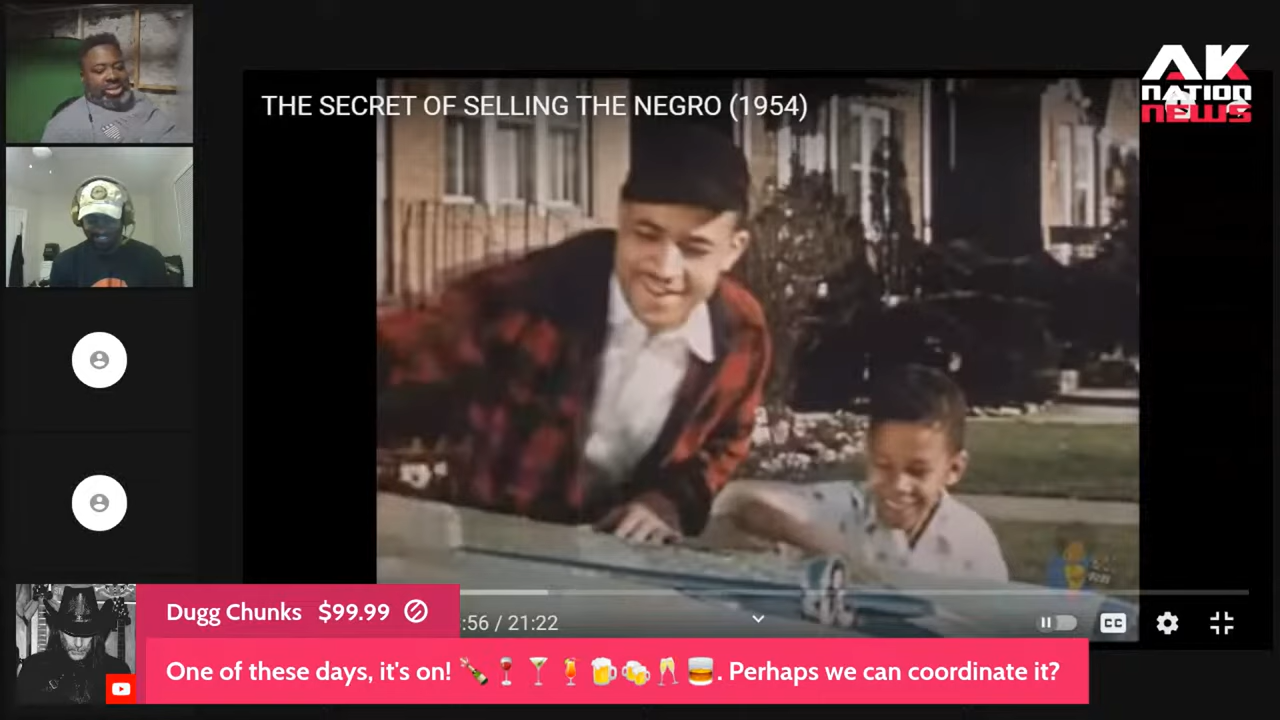 THE SECRET OF SELLING THE NEGRO (1954)
AK
NATION
NEWS
Dugg Chunks $99.99
:56 / 21:22
CC
One of these days, it's on! 🍾🍷🍸🍹🍺🍻🥂🥃. Perhaps we can coordinate it?